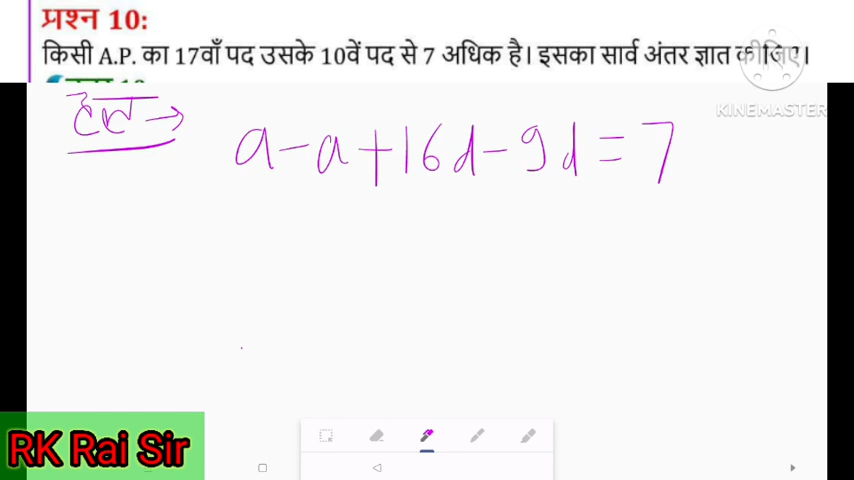 प्रश्न 10:
किसी A.P. का 17वाँ पद उसके 10वें पद से 7 अधिक है। इसका सार्व अंतर ज्ञात कीजिए।
KINEMASTER
हल →
a - a + 16d - 9d = 7
RK Rai Sir